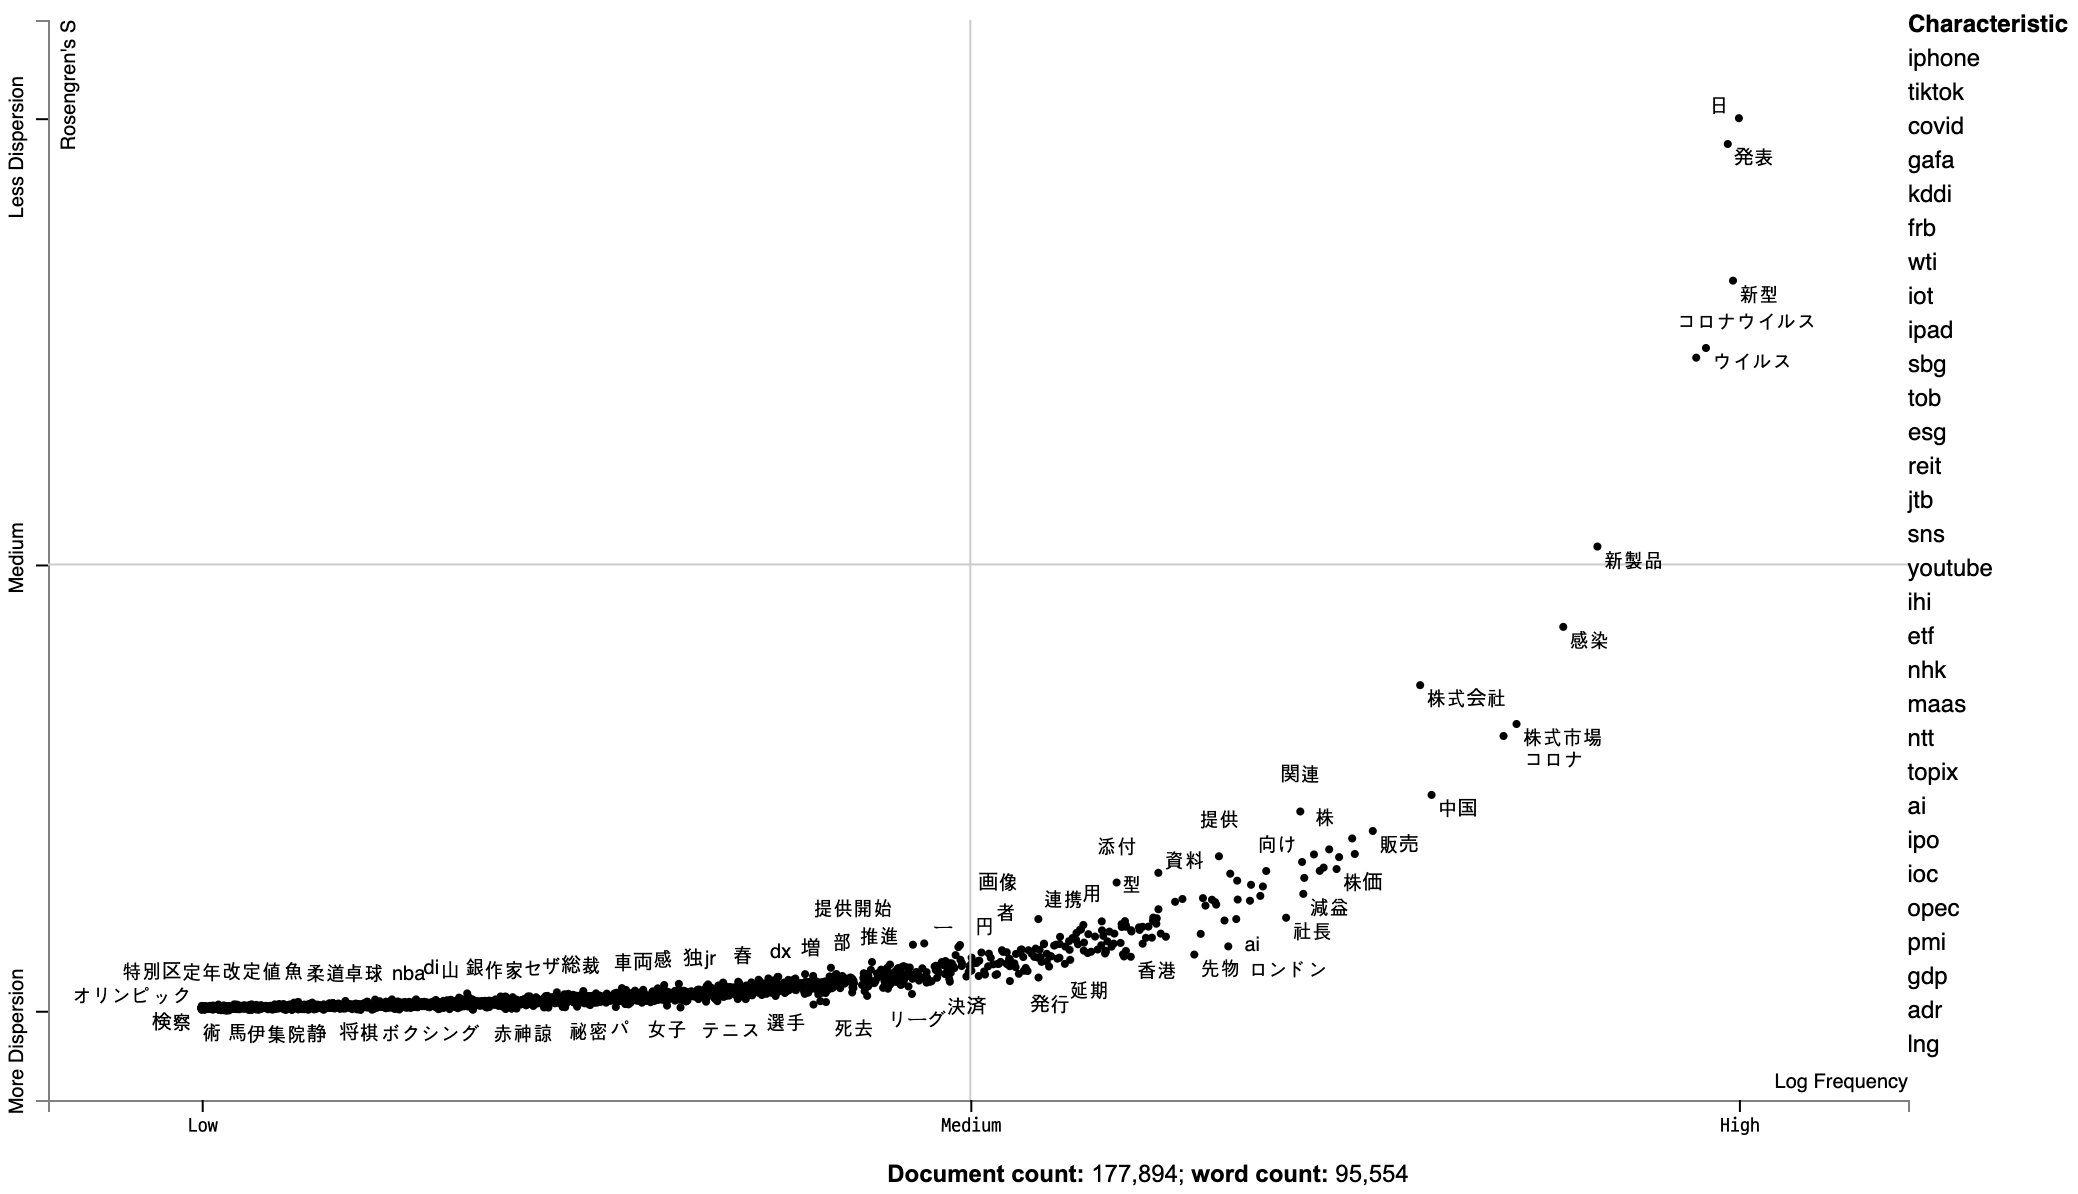 Less Dispersion
Medium
More Dispersion
Rosengren's S
日
発表
新型
コロナウイルス
ウイルス
新製品
感染
株式会社
株式市場
コロナ
中国
関連
株
提供
向け
販売
添付
資料
画像
型
株価
連携
用
者
減益
提供開始
円
一
社長
推進
部
増
ai
dx
春
独jr
車両感
香港
先物
ロンドン
特別区定年改定値魚柔道卓球
nba
di山
銀作家セザ総裁
オリンピック
検察
延期
発行
決済
リーグ
死去
選手
テニス
女子
祕密パ
赤神諒
将棋ボクシング
術
馬伊集院静
Characteristic
iphone
tiktok
covid
gafa
kddi
frb
wti
iot
ipad
sbg
tob
esg
reit
jtb
sns
youtube
ihi
etf
nhk
maas
ntt
topix
ai
ipo
ioc
opec
pmi
gdp
adr
lng
Log Frequency
Low
Medium
High
Document count: 177,894; word count: 95,554